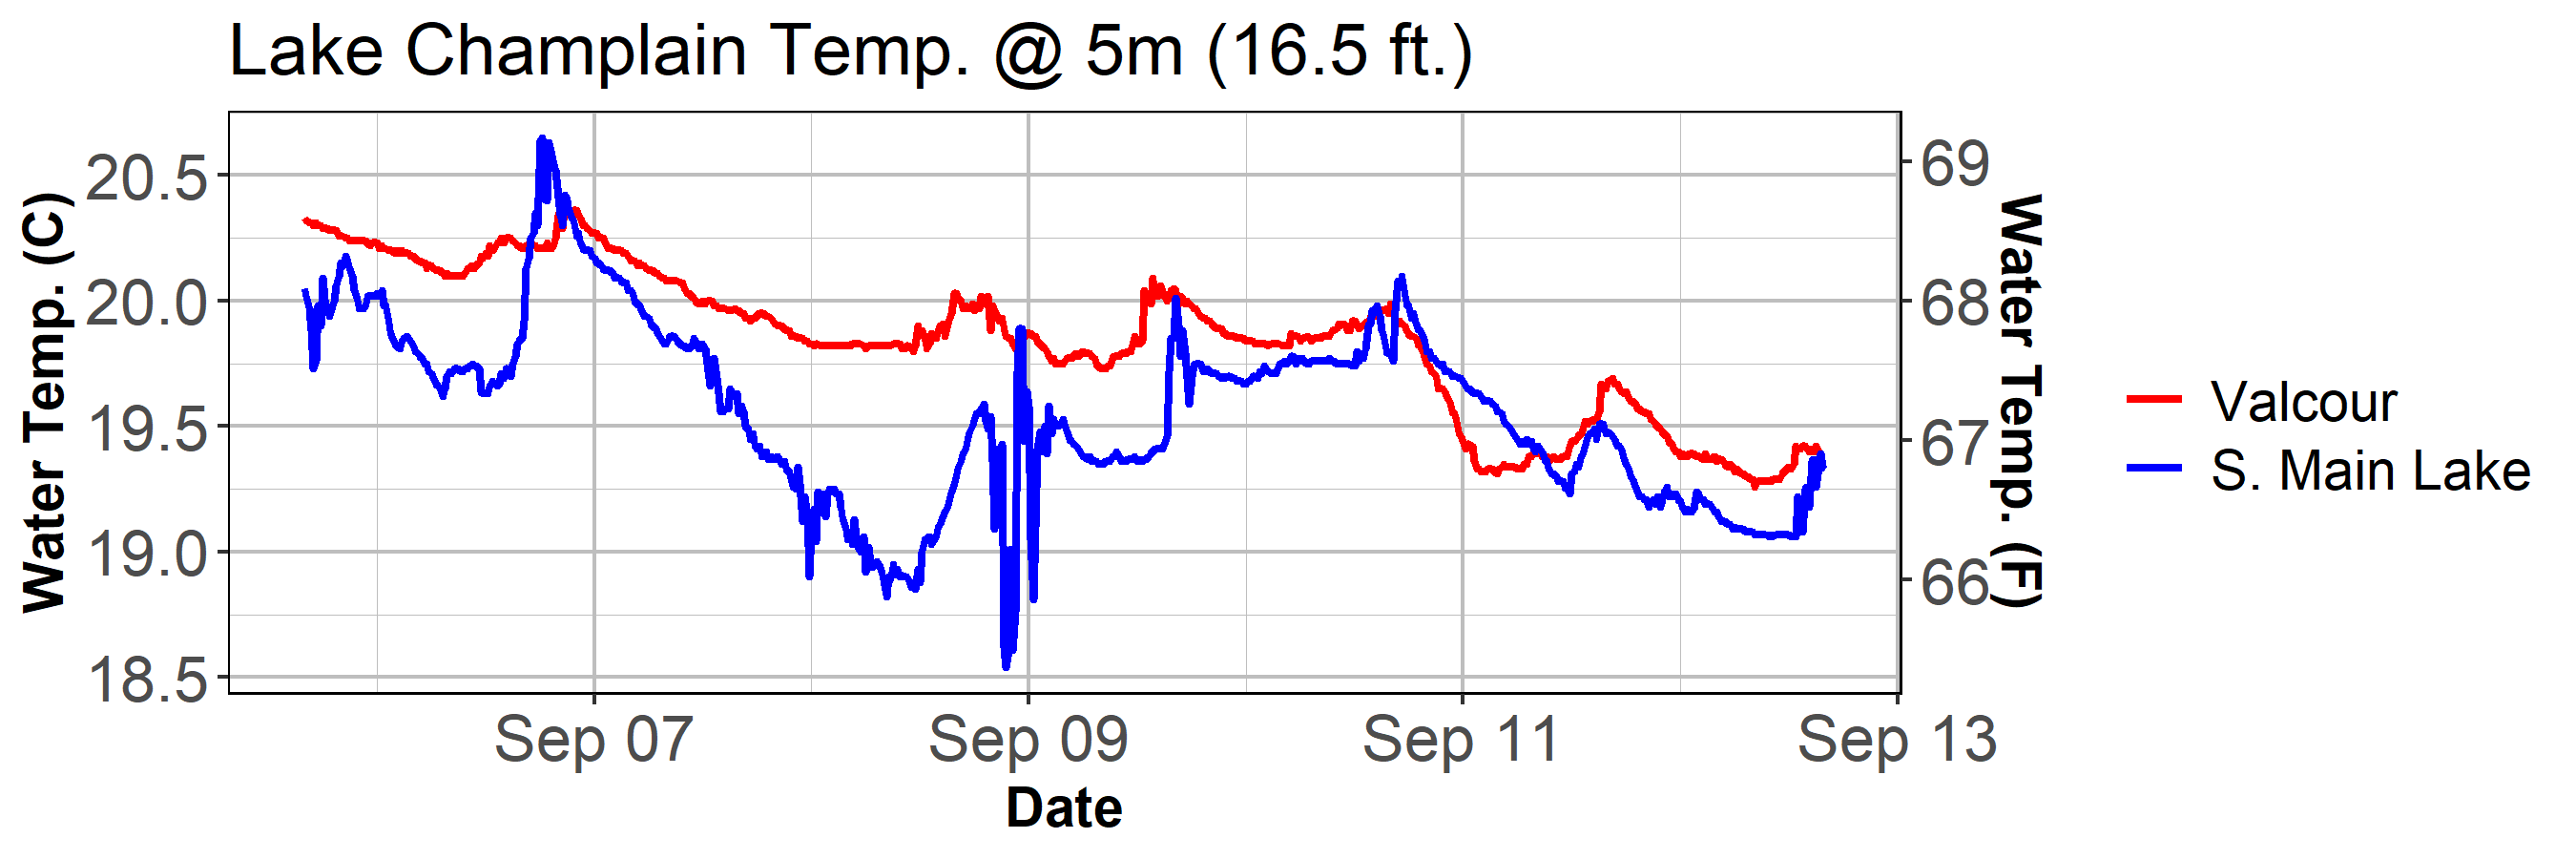 Lake Champlain Temp. @ 5m (16.5 ft.)
Water Temp. (C)
20.5
20.0
19.5
19.0
18.5
69
68
67
66
Water Temp. (F)
Sep 07
Sep 09
Sep 11
Sep 13
Date
Valcour
S. Main Lake